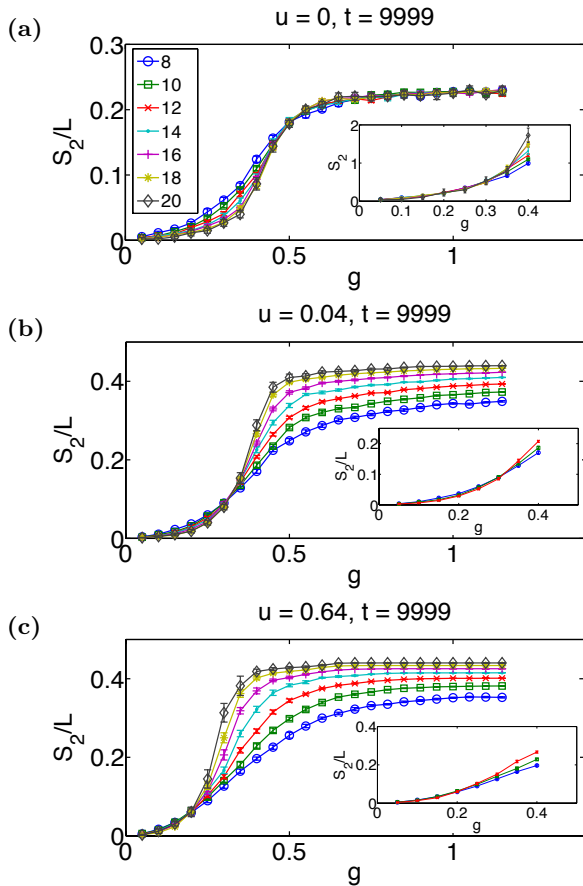 (a)
u = 0, t = 9999
S2/L
0.3
0.2
0.1
0
8
10
12
14
16
18
20
S2
2
1
0
0.1 0.2 0.3 0.4 0.5
g
0 0.5 1
g
(b)
u = 0.04, t = 9999
S2/L
0.4
0.2
0
S2/L
0.2
0.1
0
0 0.2 0.4
g
0 0.5 1
g
(c)
u = 0.64, t = 9999
S2/L
0.4
0.2
0
S2/L
0.4
0.2
0
0 0.2 0.4
g
0 0.5 1
g